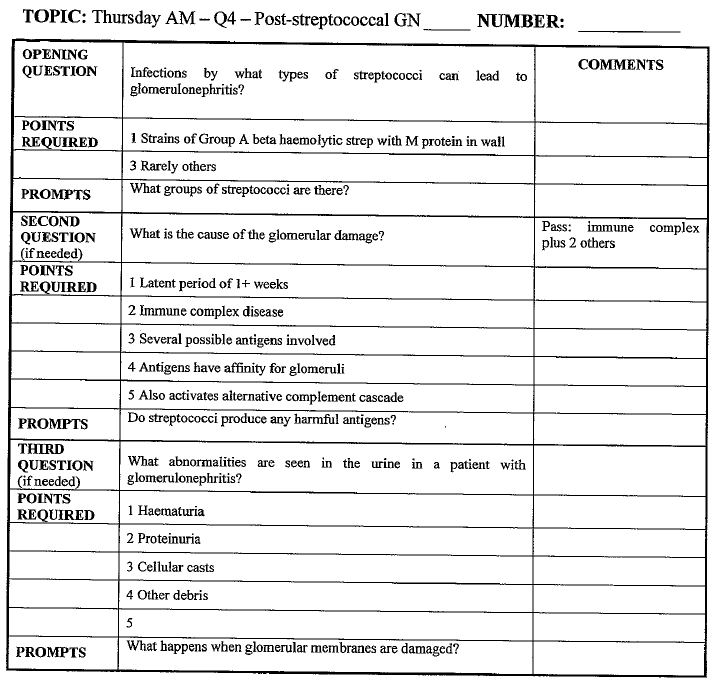 TOPIC: Thursday AM – Q4 – Post-streptococcal GN _____ NUMBER: ___________
OPENING QUESTION
Infections by what types of streptococci can lead to
glomerulonephritis?
COMMENTS
POINTS REQUIRED
1 Strains of Group A beta haemolytic strep with M protein in wall
3 Rarely others
PROMPTS
What groups of streptococci are there?
SECOND QUESTION (if needed)
What is the cause of the glomerular damage?
Pass: immune complex
plus 2 others
POINTS REQUIRED
1 Latent period of 1+ weeks
2 Immune complex disease
3 Several possible antigens involved
4 Antigens have affinity for glomeruli
5 Also activates alternative complement cascade
PROMPTS
Do streptococci produce any harmful antigens?
THIRD QUESTION (if needed)
What abnormalities are seen in the urine in a patient with
glomerulonephritis?
POINTS REQUIRED
1 Haematuria
2 Proteinuria
3 Cellular casts
4 Other debris
5
PROMPTS
What happens when glomerular membranes are damaged?